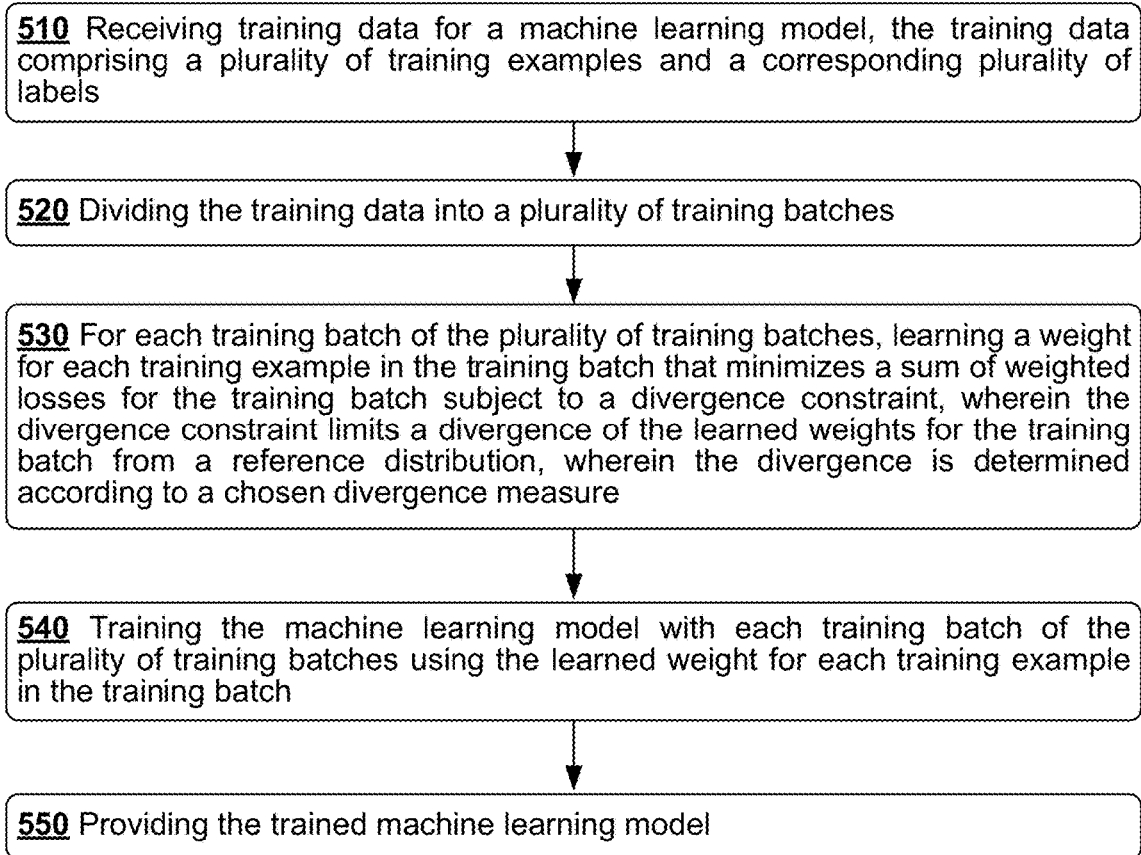 510 Receiving training data for a machine learning model, the training data
comprising a plurality of training examples and a corresponding plurality of
labels
520 Dividing the training data into a plurality of training batches
530 For each training batch of the plurality of training batches, learning a weight
for each training example in the training batch that minimizes a sum of weighted
losses for the training batch subject to a divergence constraint, wherein the
divergence constraint limits a divergence of the learned weights for the training
batch from a reference distribution, wherein the divergence is determined
according to a chosen divergence measure
540 Training the machine learning model with each training batch of the
plurality of training batches using the learned weight for each training example
in the training batch
550 Providing the trained machine learning model